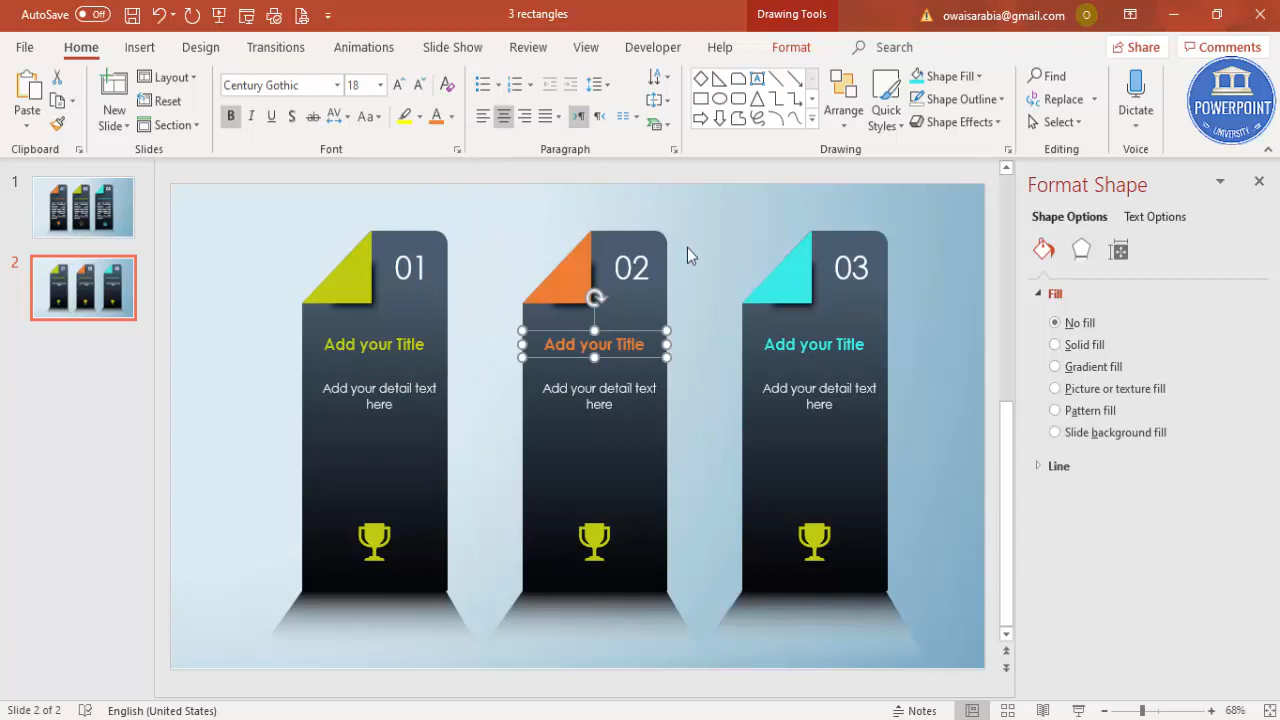 AutoSave Off
3 rectangles
Drawing Tools
owaisarabia@gmail.com
O
File Home Insert Design Transitions Animations Slide Show Review View Developer Help Format Search
Share Comments
Paste
New
Slide
Layout
Reset
Section
Century Gothic 18
B I U S ab AV Aa
A
Arrange
Quick
Styles
Shape Fill
Shape Outline
Shape Effects
Find
Replace
Select
Dictate
POWERPOINT
UNIVERSITY
Clipboard Slides Font Paragraph Drawing Editing Voice
1
2
01
Add your Title
Add your detail text
here
02
Add your Title
Add your detail text
here
03
Add your Title
Add your detail text
here
Format Shape
Shape Options Text Options
Fill
No fill
Solid fill
Gradient fill
Picture or texture fill
Pattern fill
Slide background fill
Line
Slide 2 of 2 English (United States) Notes 68%